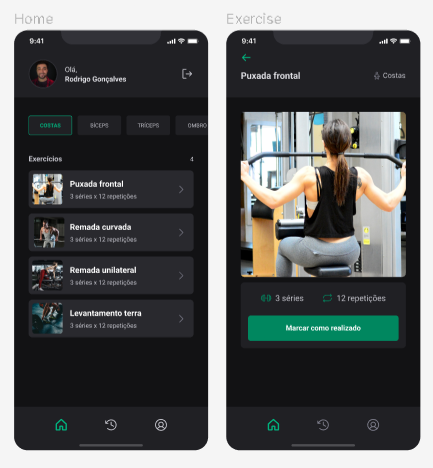 Home
9:41
Olá,
Rodrigo Gonçalves
COSTAS
BÍCEPS
TRÍCEPS
OMBRO
Exercícios
4
Puxada frontal
3 séries x 12 repetições
Remada curvada
3 séries x 12 repetições
Remada unilateral
3 séries x 12 repetições
Levantamento terra
3 séries x 12 repetições
Exercise
9:41
Puxada frontal
Costas
3 séries
12 repetições
Marcar como realizado